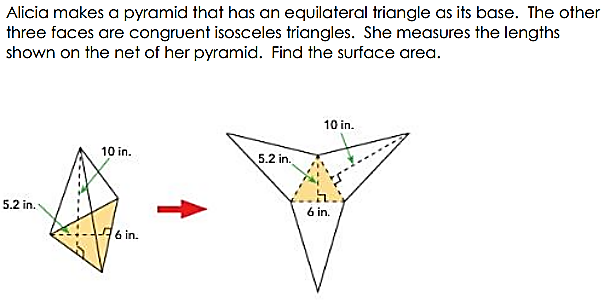 Alicia makes a pyramid that has an equilateral triangle as its base. The other
three faces are congruent isosceles triangles. She measures the lengths
shown on the net of her pyramid. Find the surface area.
10 in.
5.2 in.
6 in.
10 in.
5.2 in.
6 in.